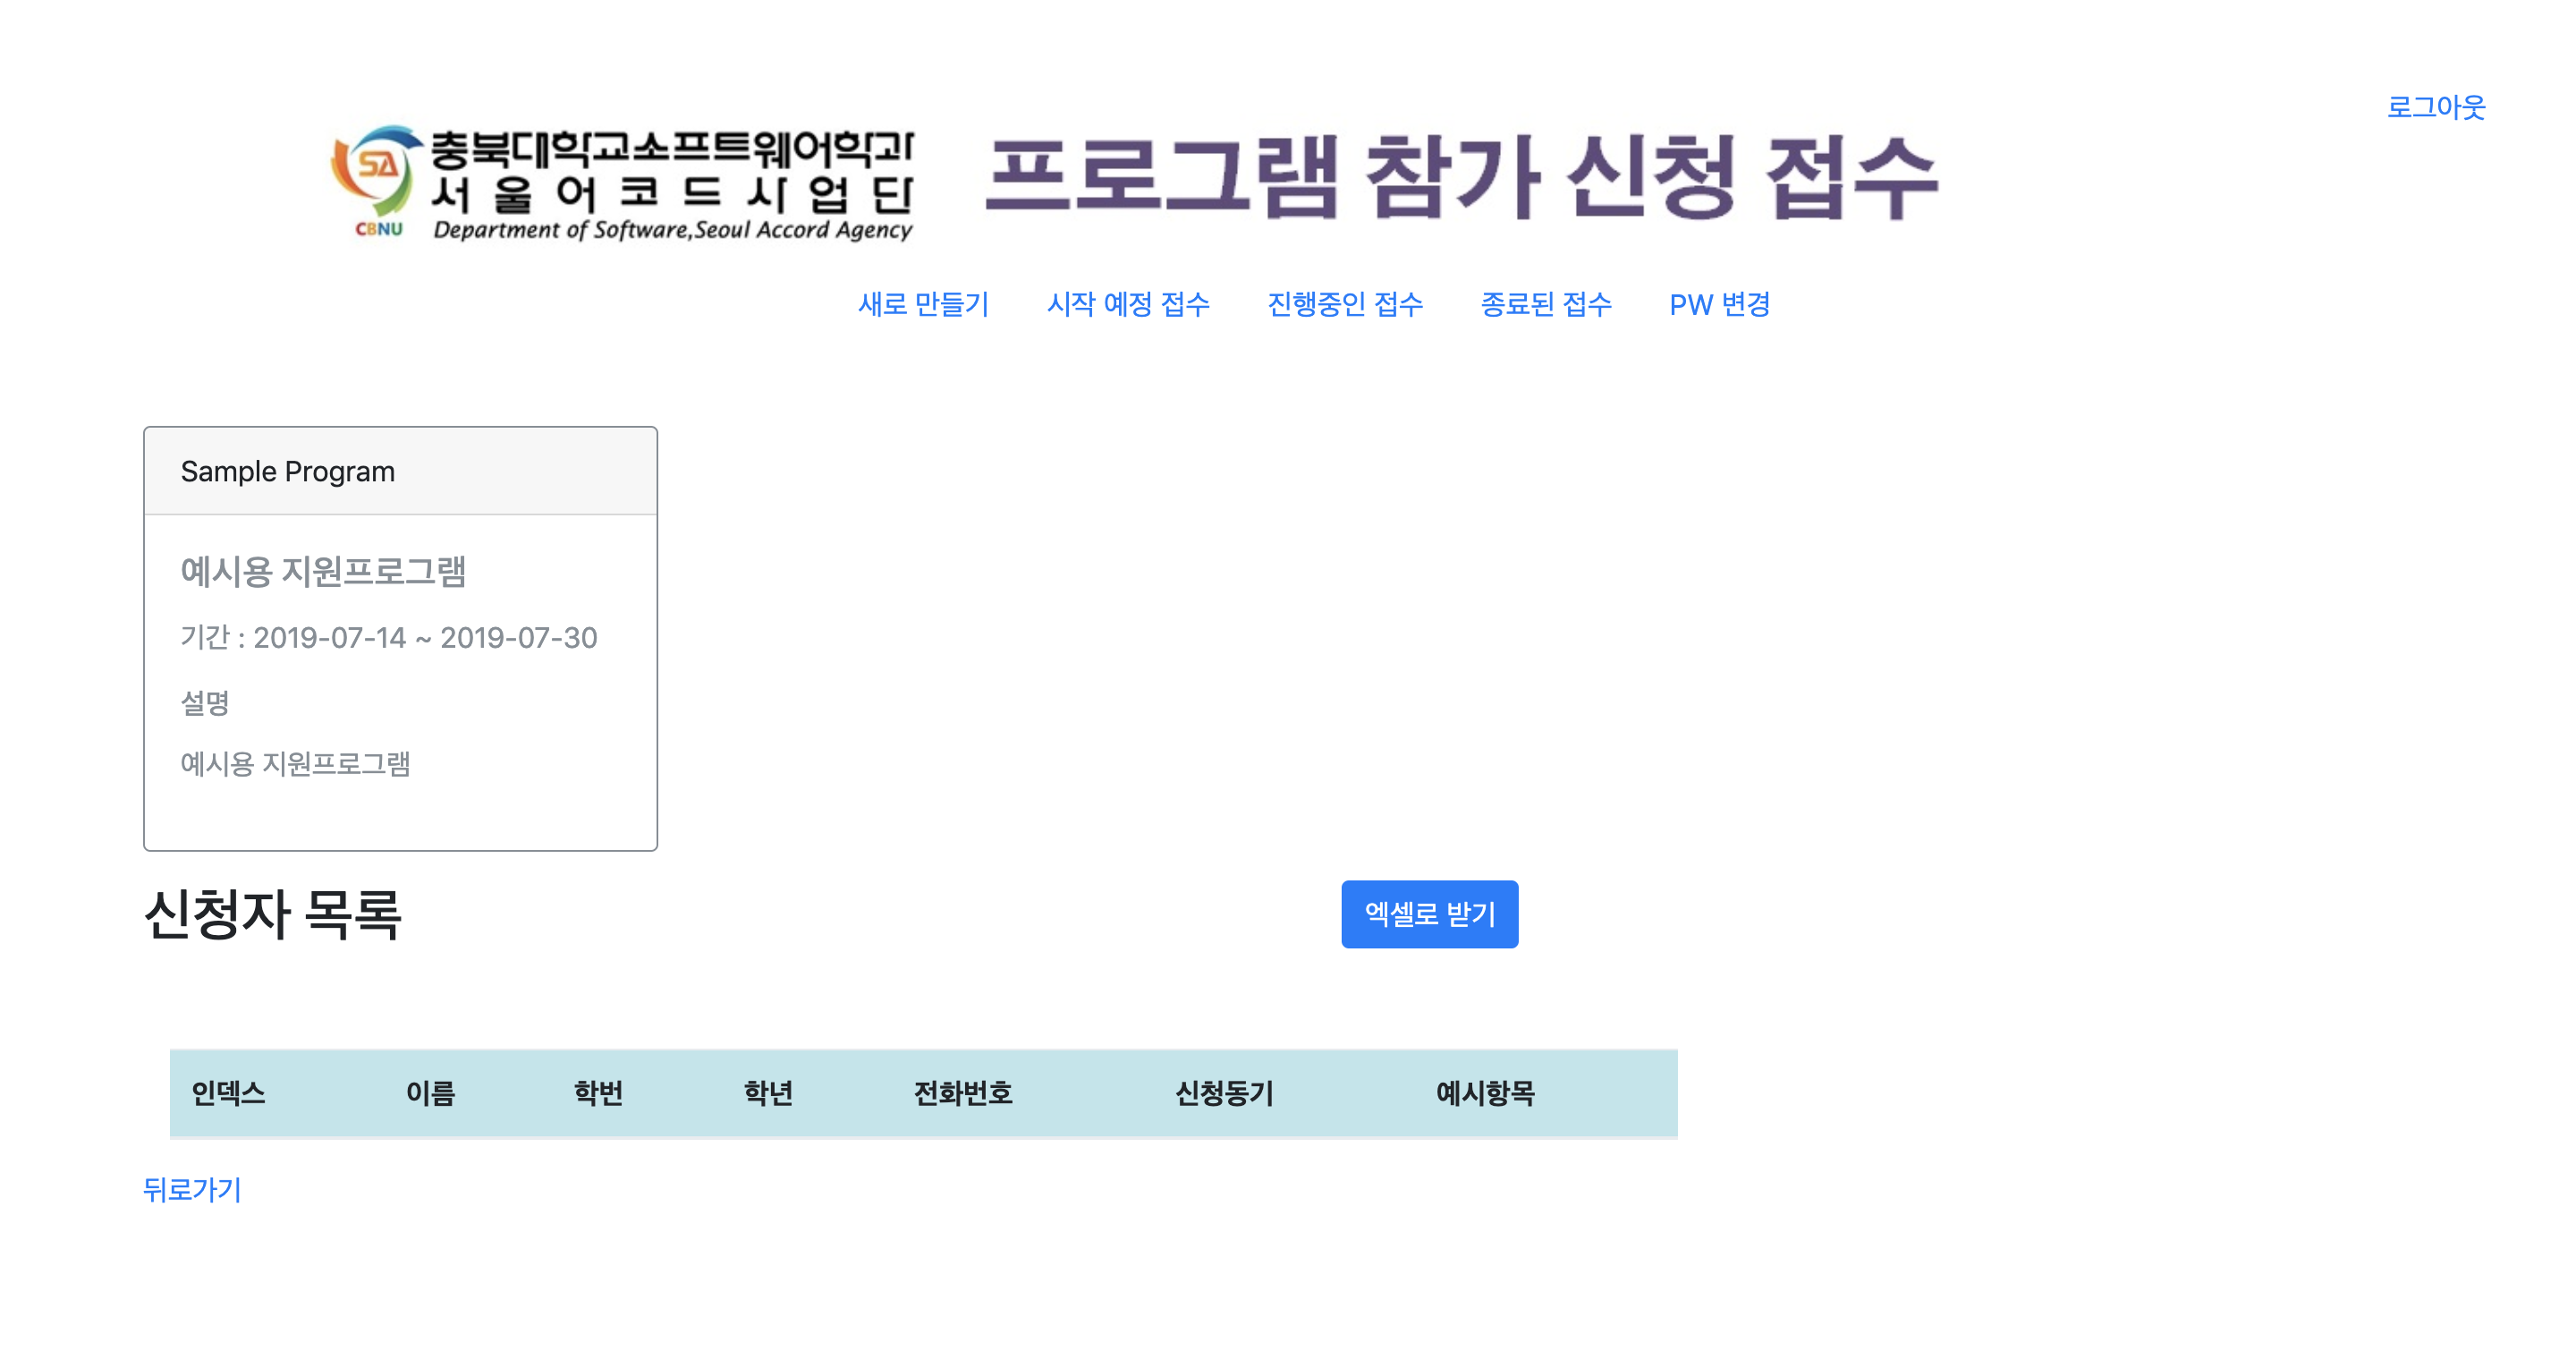 로그아웃
SA
CBNU
충북대학교소프트웨어학과
서울어코드사업단
Department of Software,Seoul Accord Agency
프로그램 참가 신청 접수
새로 만들기 시작 예정 접수 진행중인 접수 종료된 접수 PW 변경
Sample Program
예시용 지원프로그램
기간 : 2019-07-14 ~ 2019-07-30
설명
예시용 지원프로그램
신청자 목록
엑셀로 받기
인덱스 이름 학번 학년 전화번호 신청동기 예시항목
뒤로가기